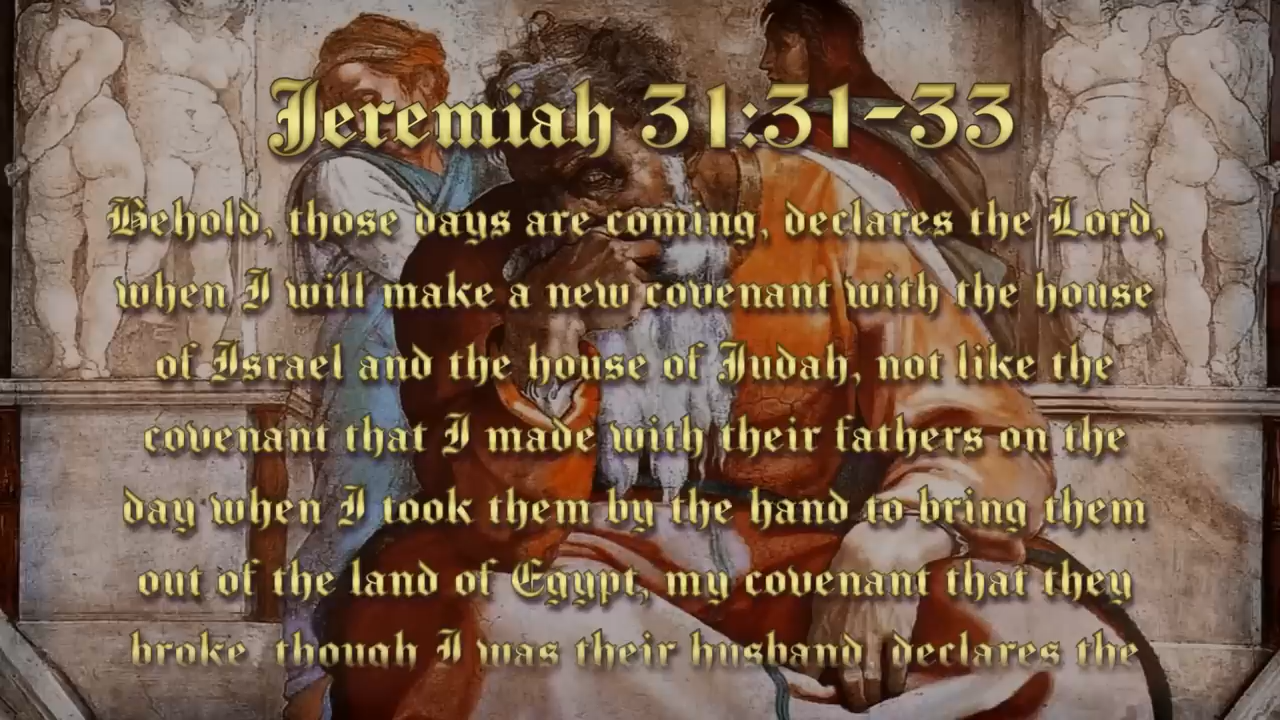 Jeremiah 31:31-33
Behold, those days are coming, declares the Lord,
when I will make a new covenant with the house
of Israel and the house of Judah, not like the
covenant that I made with their fathers on the
day when I took them by the hand to bring them
out of the land of Egypt, my covenant that they
broke, though I was their husband, declares the